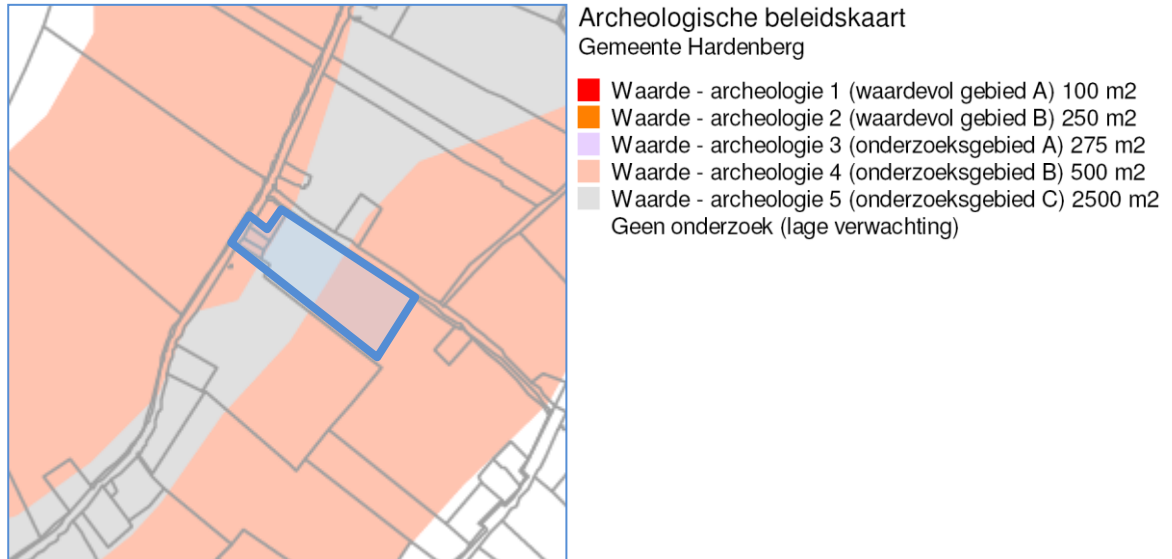 Archeologische beleidskaart
Gemeente Hardenberg
Waarde - archeologie 1 (waardevol gebied A) 100 m2
Waarde - archeologie 2 (waardevol gebied B) 250 m2
Waarde - archeologie 3 (onderzoeksgebied A) 275 m2
Waarde - archeologie 4 (onderzoeksgebied B) 500 m2
Waarde - archeologie 5 (onderzoeksgebied C) 2500 m2
Geen onderzoek (lage verwachting)